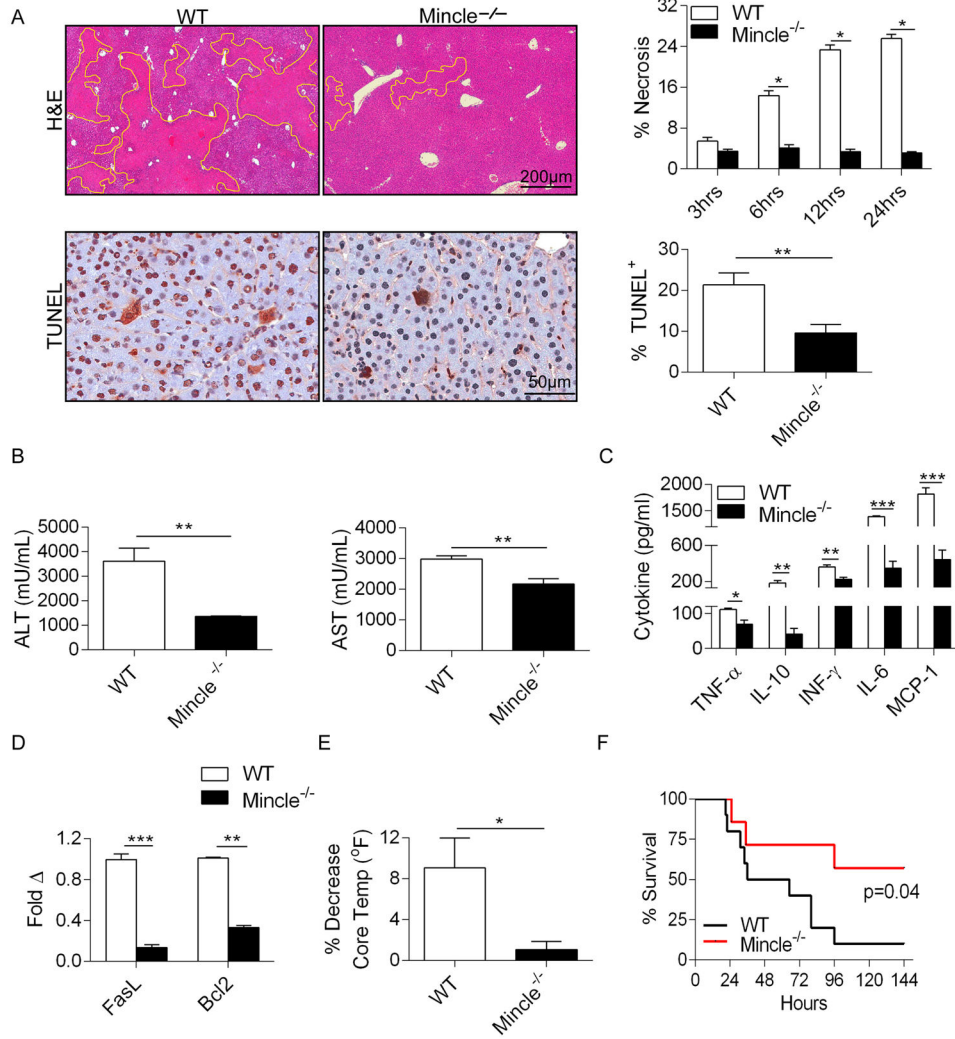 A
WT
Mincle−/−
H&E
200μm
TUNEL
50μm
WT
Mincle-/-
% Necrosis
36
24
12
8
4
0
*
*
*
3hrs
6hrs
12hrs
24hrs
% TUNEL+
30
20
10
0
**
WT
Mincle-/-
B
ALT (mU/mL)
5000
4000
3000
2000
1000
0
**
WT
Mincle-/-
AST (mU/mL)
4000
3000
2000
1000
0
**
WT
Mincle-/-
C
WT
Mincle-/-
Cytokine (pg/ml)
2000
1500
600
200
100
0
*
**
**
***
***
TNF-α
IL-10
INF-γ
IL-6
MCP-1
D
WT
Mincle-/-
Fold Δ
1.2
0.8
0.4
0.0
***
**
FasL
Bcl2
E
% Decrease
Core Temp (oF)
12
8
4
0
*
WT
Mincle-/-
F
% Survival
100
75
50
25
0
p=0.04
WT
Mincle-/-
0 24 48 72 96 120 144
Hours